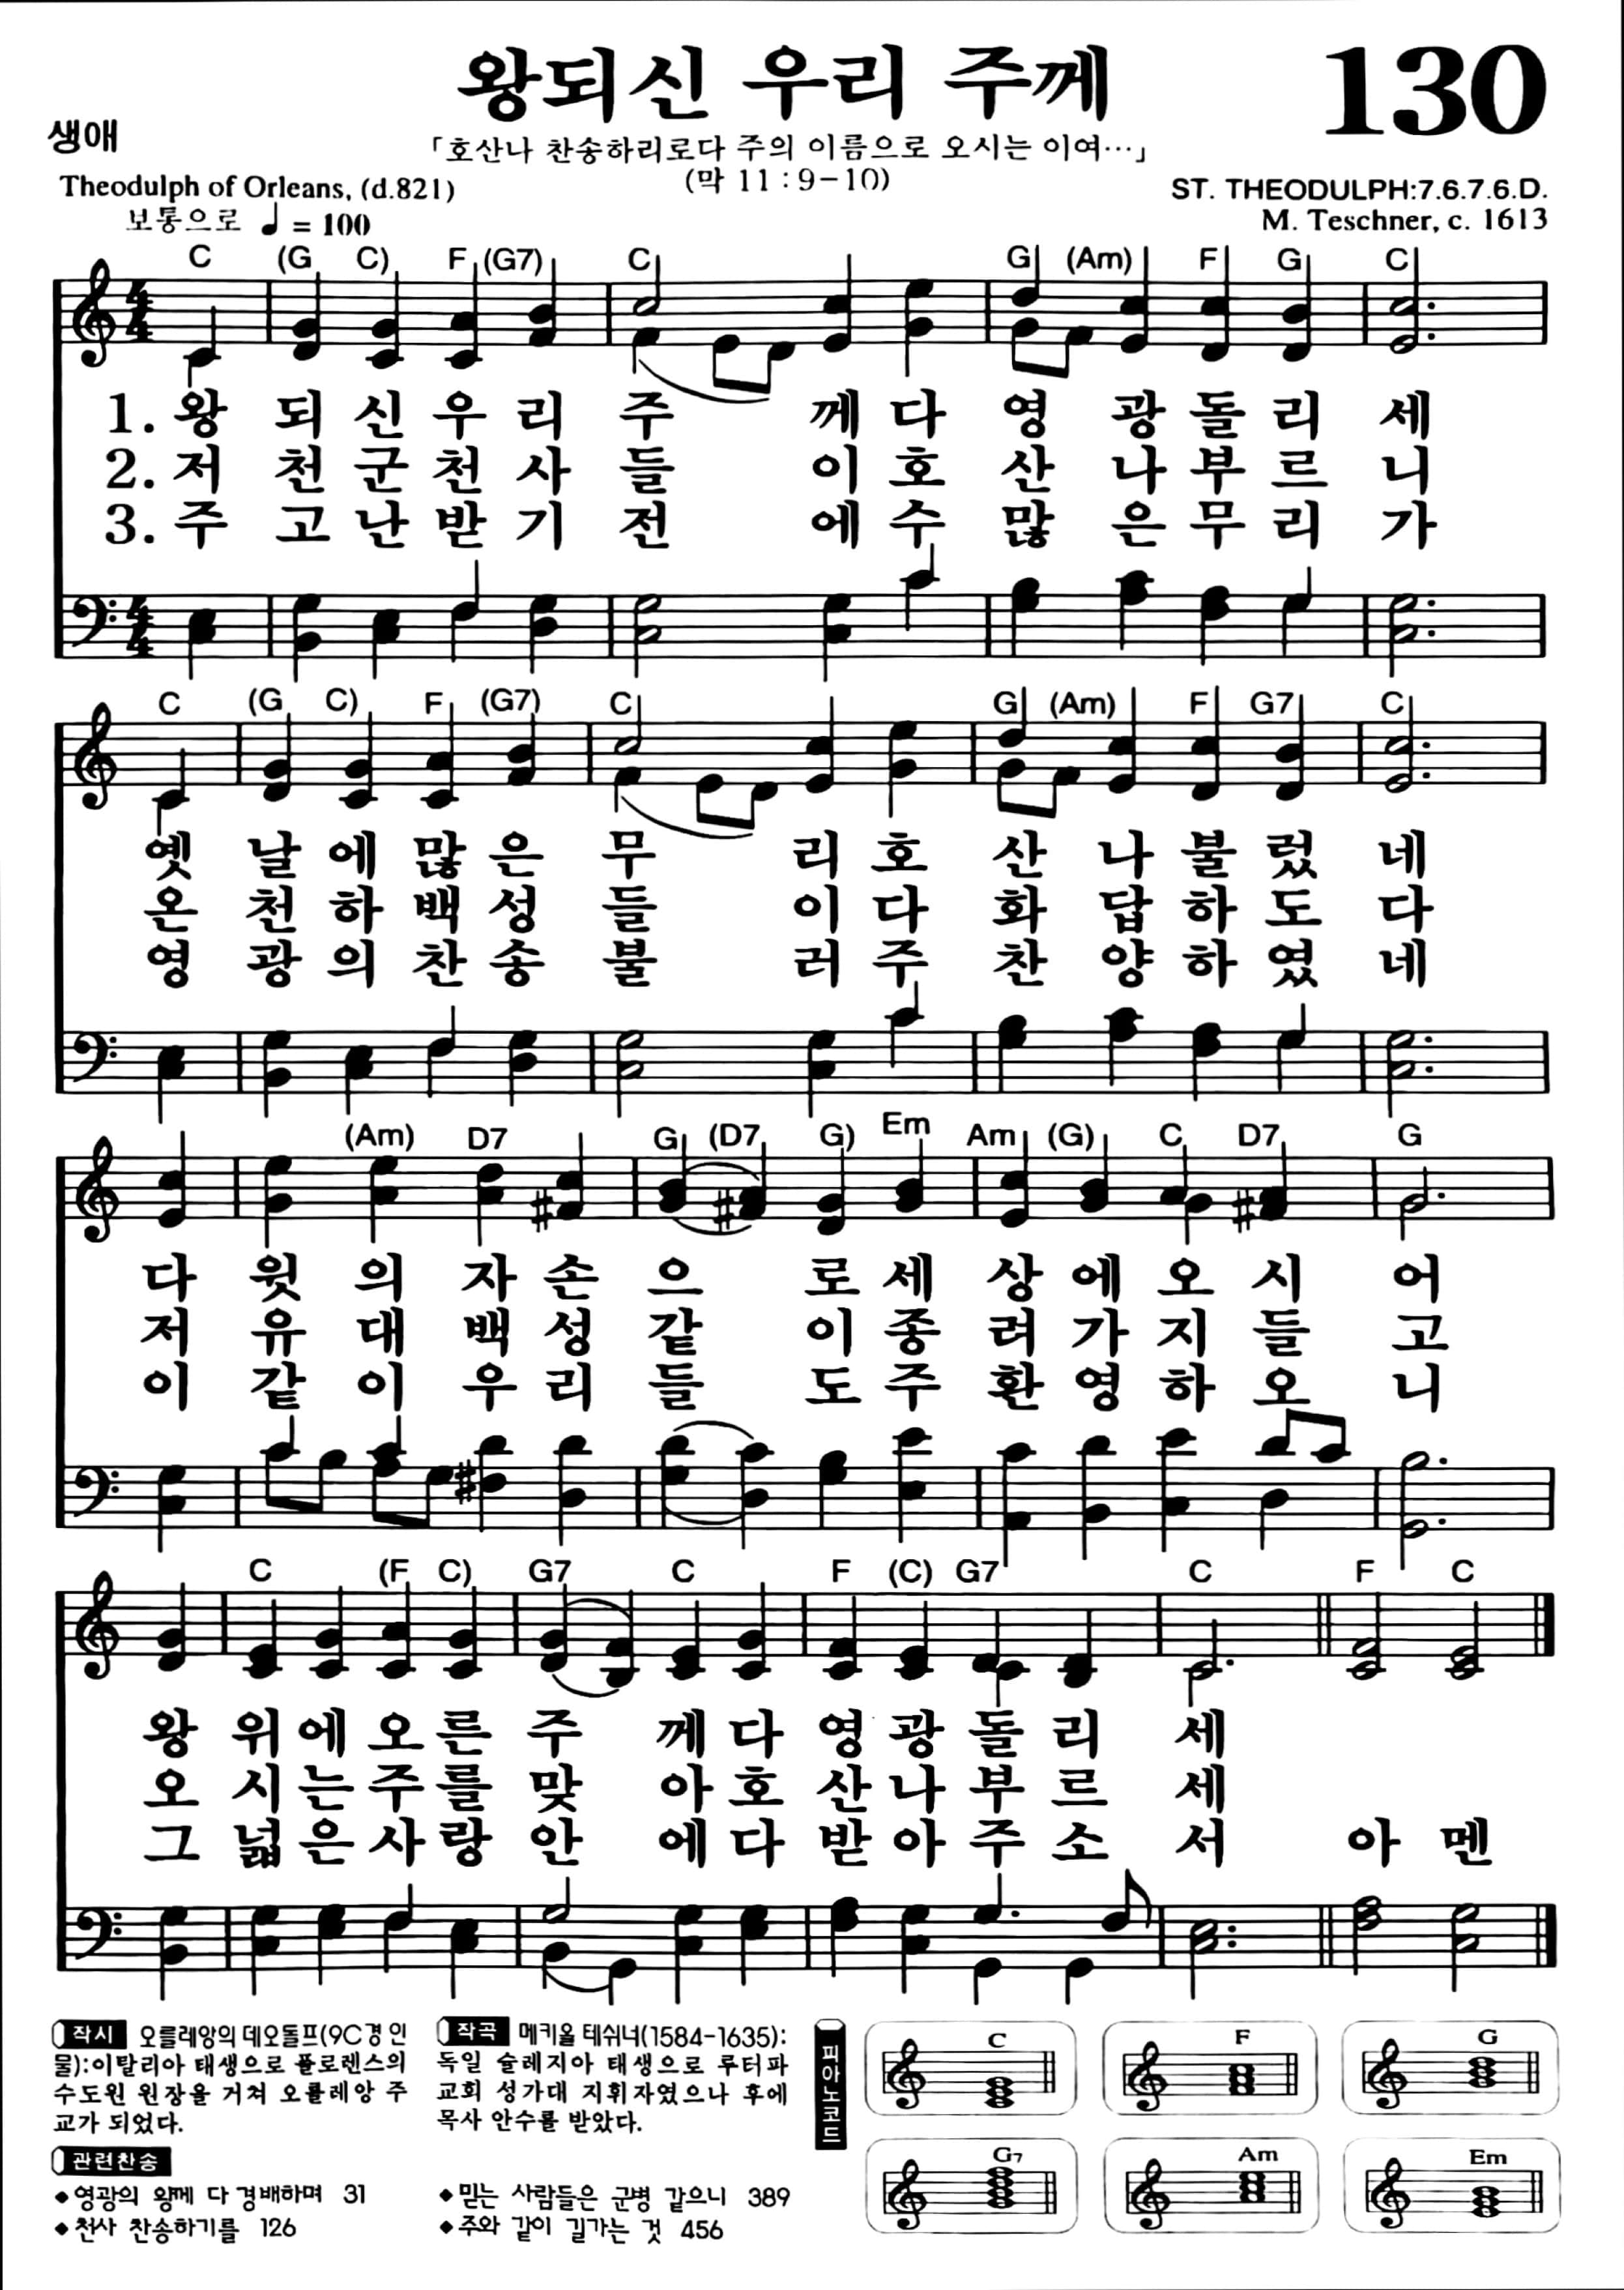 왕되신 우리 주께
130
생애
「호산나 찬송하리로다 주의 이름으로 오시는 이여…」
(막 11 : 9-10)
Theodulph of Orleans, (d.821)
ST. THEODULPH:7.6.7.6.D.
보통으로 ♩ = 100
M. Teschner, c. 1613
C (G C) F (G7) C G (Am) F G C
1. 왕 되 신 우 리 주 께 다 영 광 돌 리 세
2. 저 천 군 천 사 들 이 호 산 나 부 르 니
3. 주 고 난 받 기 전 에 수 많 은 무 리 가
C (G C) F (G7) C G (Am) F G7 C
옛 날 에 많 은 무 리 호 산 나 불 렀 네
온 천 하 백 성 들 이 다 화 답 하 도 다
영 광 의 찬 송 불 러 주 찬 양 하 였 네
(Am) D7 G (D7 G) Em Am (G) C D7 G
다 윗 의 자 손 으 로 세 상 에 오 시 어
저 유 대 백 성 같 이 종 려 가 지 들 고
이 같 이 우 리 들 도 주 환 영 하 오 니
C (F C) G7 C F (C) G7 C F C
왕 위 에 오 른 주 께 다 영 광 돌 리 세
오 시 는 주 를 맞 아 호 산 나 부 르 세
그 넓 은 사 랑 안 에 다 받 아 주 소 서 아 멘
작시 오를레앙의 데오돌프(9C경 인
물):이탈리아 태생으로 플로렌스의
수도원 원장을 거쳐 오를레앙 주
교가 되었다.
작곡 메키올 테쉬너(1584-1635):
독일 슐레지아 태생으로 루터파
교회 성가대 지휘자였으나 후에
목사 안수를 받았다.
관련찬송
◆영광의 왕께 다 경배하며 31
◆천사 찬송하기를 126
◆믿는 사람들은 군병 같으니 389
◆주와 같이 길가는 것 456
피아노코드
C F G
G7 Am Em